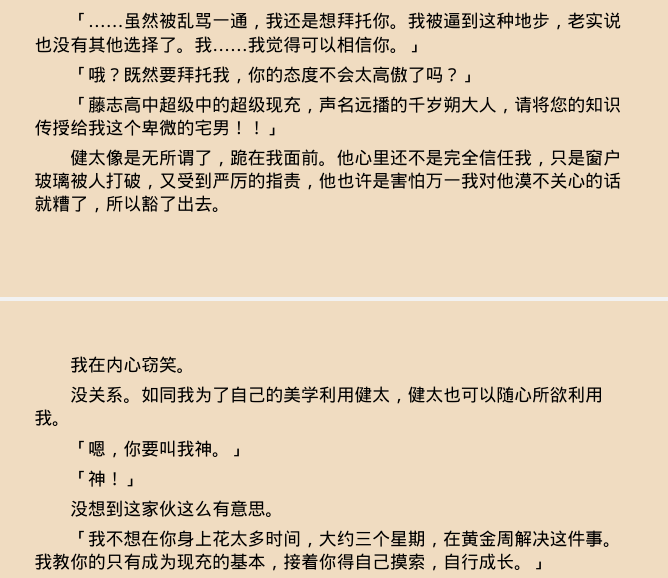 「……虽然被乱骂一通，我还是想拜托你。我被逼到这种地步，老实说
也没有其他选择了。我……我觉得可以相信你。」
「哦？既然要拜托我，你的态度不会太高傲了吗？」
「藤志高中超级中的超级现充，声名远播的千岁朔大人，请将您的知识
传授给我这个卑微的宅男！！」
健太像是无所谓了，跪在我面前。他心里还不是完全信任我，只是窗户
玻璃被人打破，又受到严厉的指责，他也许是害怕万一我对他漠不关心的话
就糟了，所以豁了出去。
我在内心窃笑。
没关系。如同我为了自己的美学利用健太，健太也可以随心所欲利用
我。
「嗯，你要叫我神。」
「神！」
没想到这家伙这么有意思。
「我不想在你身上花太多时间，大约三个星期，在黄金周解决这件事。
我教你的只有成为现充的基本，接着你得自己摸索，自行成长。」